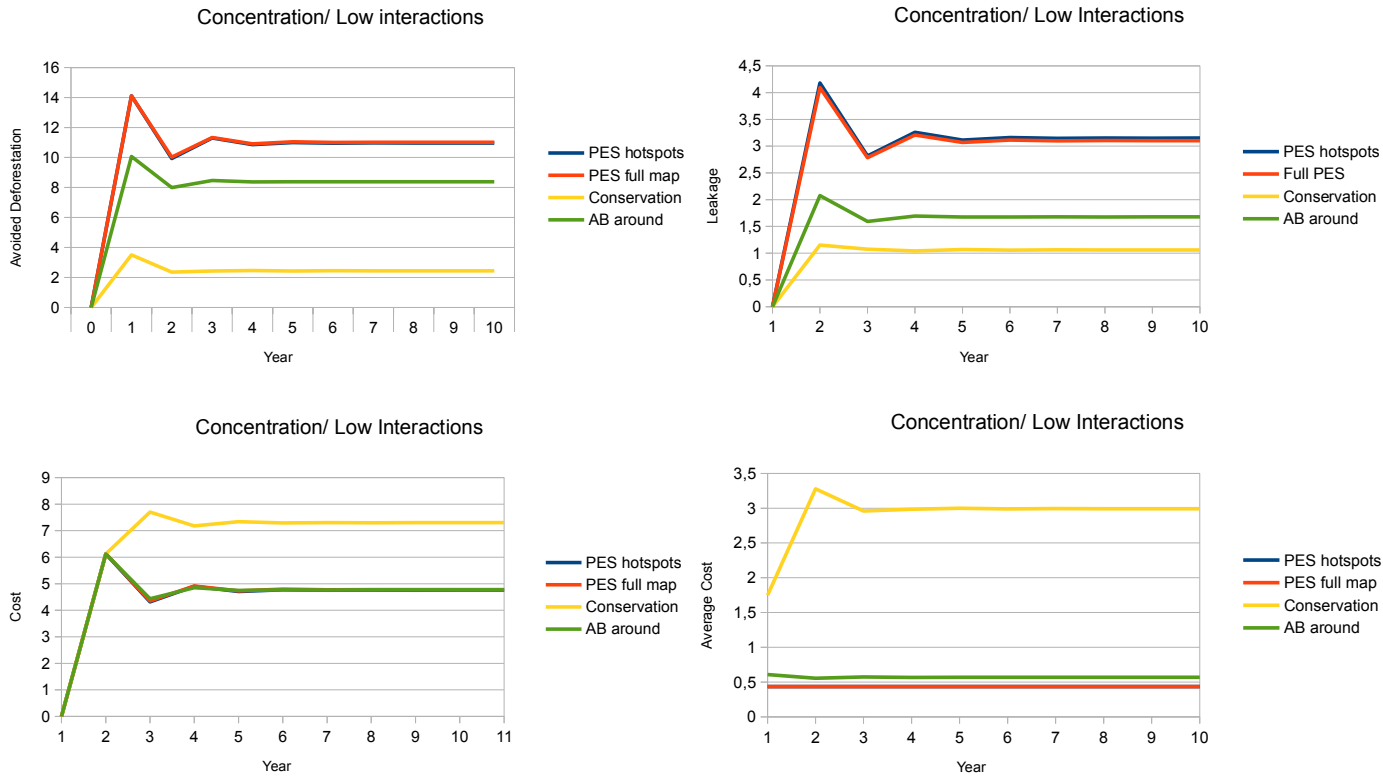 Concentration/ Low interactions
16
14
12
10
8
6
4
2
0
Avoided Deforestation
0 1 2 3 4 5 6 7 8 9 10
Year
PES hotspots
PES full map
Conservation
AB around
Concentration/ Low Interactions
4,5
4
3,5
3
2,5
2
1,5
1
0,5
0
Leakage
1 2 3 4 5 6 7 8 9 10
Year
PES hotspots
Full PES
Conservation
AB around
Concentration/ Low Interactions
9
8
7
6
5
4
3
2
1
0
Cost
1 2 3 4 5 6 7 8 9 10 11
Year
PES hotspots
PES full map
Conservation
AB around
Concentration/ Low Interactions
3,5
3
2,5
2
1,5
1
0,5
0
Average Cost
1 2 3 4 5 6 7 8 9 10
Year
PES hotspots
PES full map
Conservation
AB around